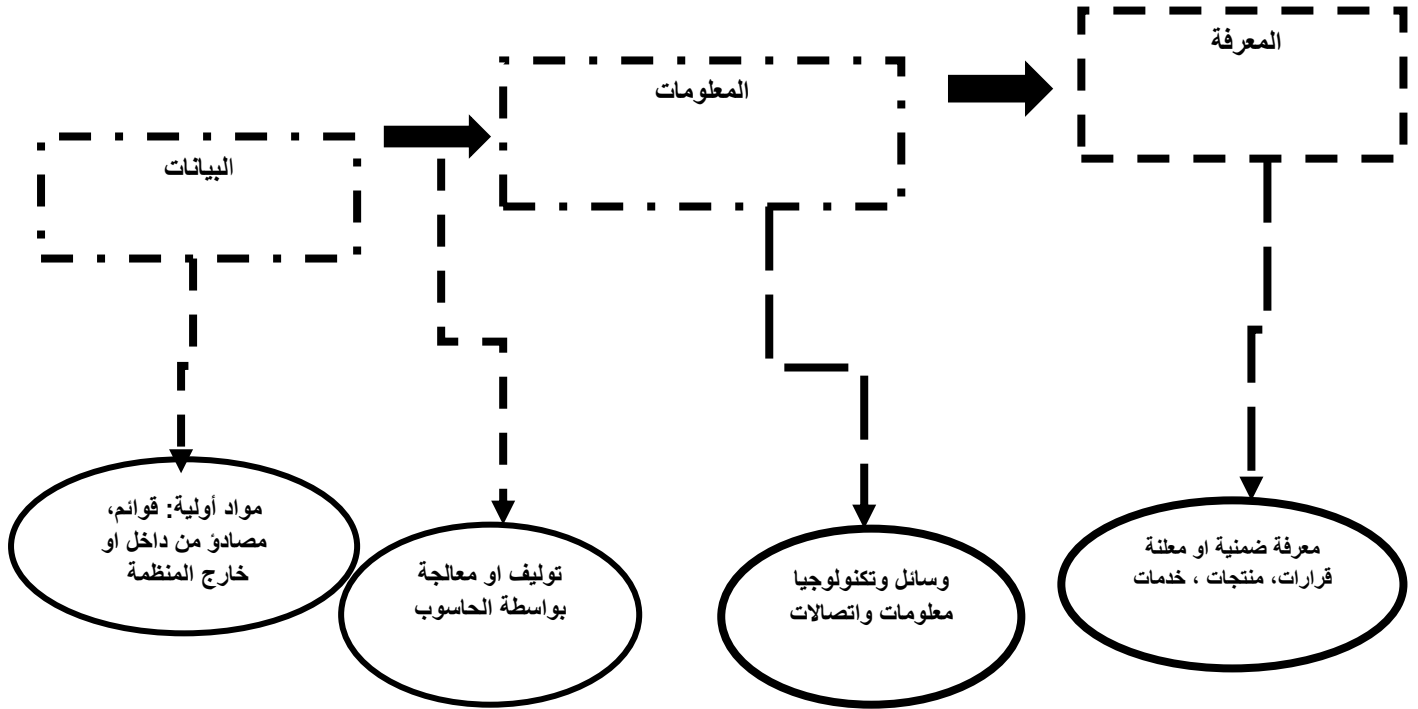 المعرفة
المعلومات
البيانات
مواد أولية: قوائم،
مصادؤ من داخل او
خارج المنظمة
توليف او معالجة
بواسطة الحاسوب
وسائل وتكنولوجيا
معلومات واتصالات
معرفة ضمنية او معلنة
قرارات، منتجات ، خدمات